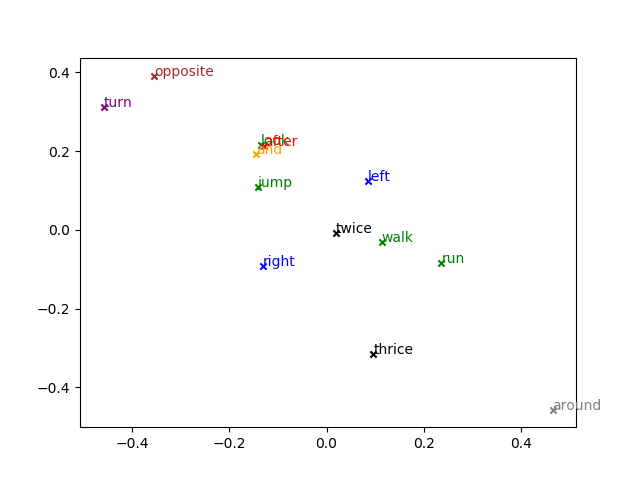 0.4
0.2
0.0
−0.2
−0.4
−0.4
−0.2
0.0
0.2
0.4
opposite
turn
look
after
and
jump
left
twice
walk
right
run
thrice
around